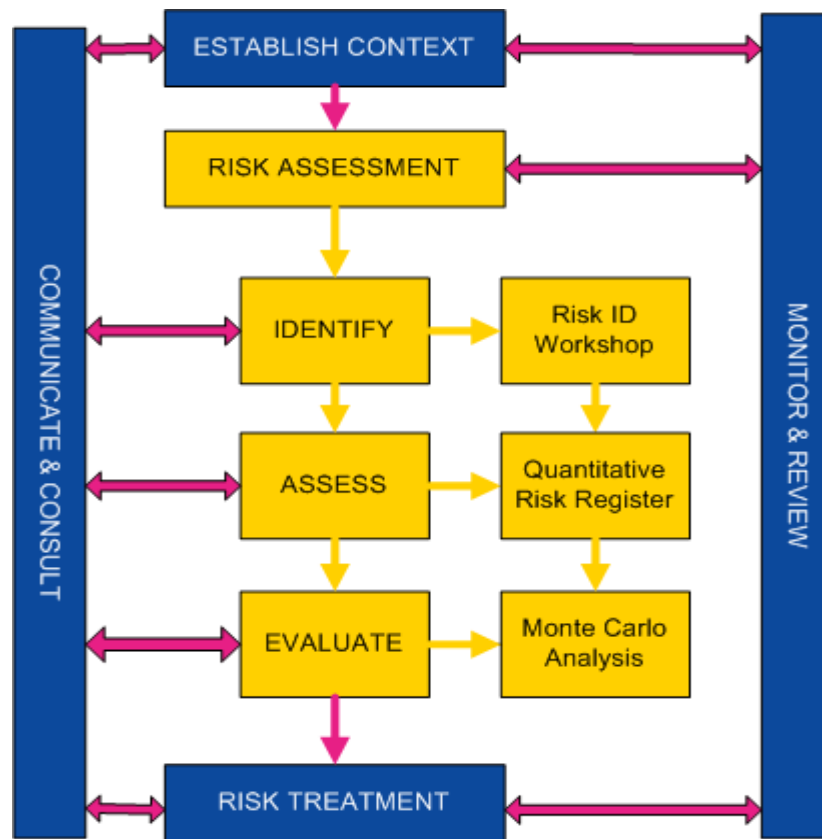 ESTABLISH CONTEXT
RISK ASSESSMENT
COMMUNICATE & CONSULT
IDENTIFY
Risk ID
Workshop
ASSESS
Quantitative
Risk Register
EVALUATE
Monte Carlo
Analysis
RISK TREATMENT
MONITOR & REVIEW